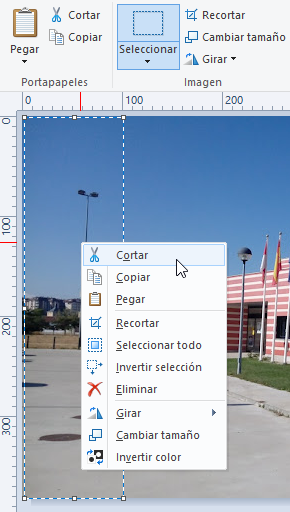 Cortar
Copiar
Pegar
Portapapeles
Seleccionar
Recortar
Cambiar tamaño
Girar
Imagen
0 100 200
0
100
200
300
Cortar
Copiar
Pegar
Recortar
Seleccionar todo
Invertir selección
Eliminar
Girar
Cambiar tamaño
Invertir color